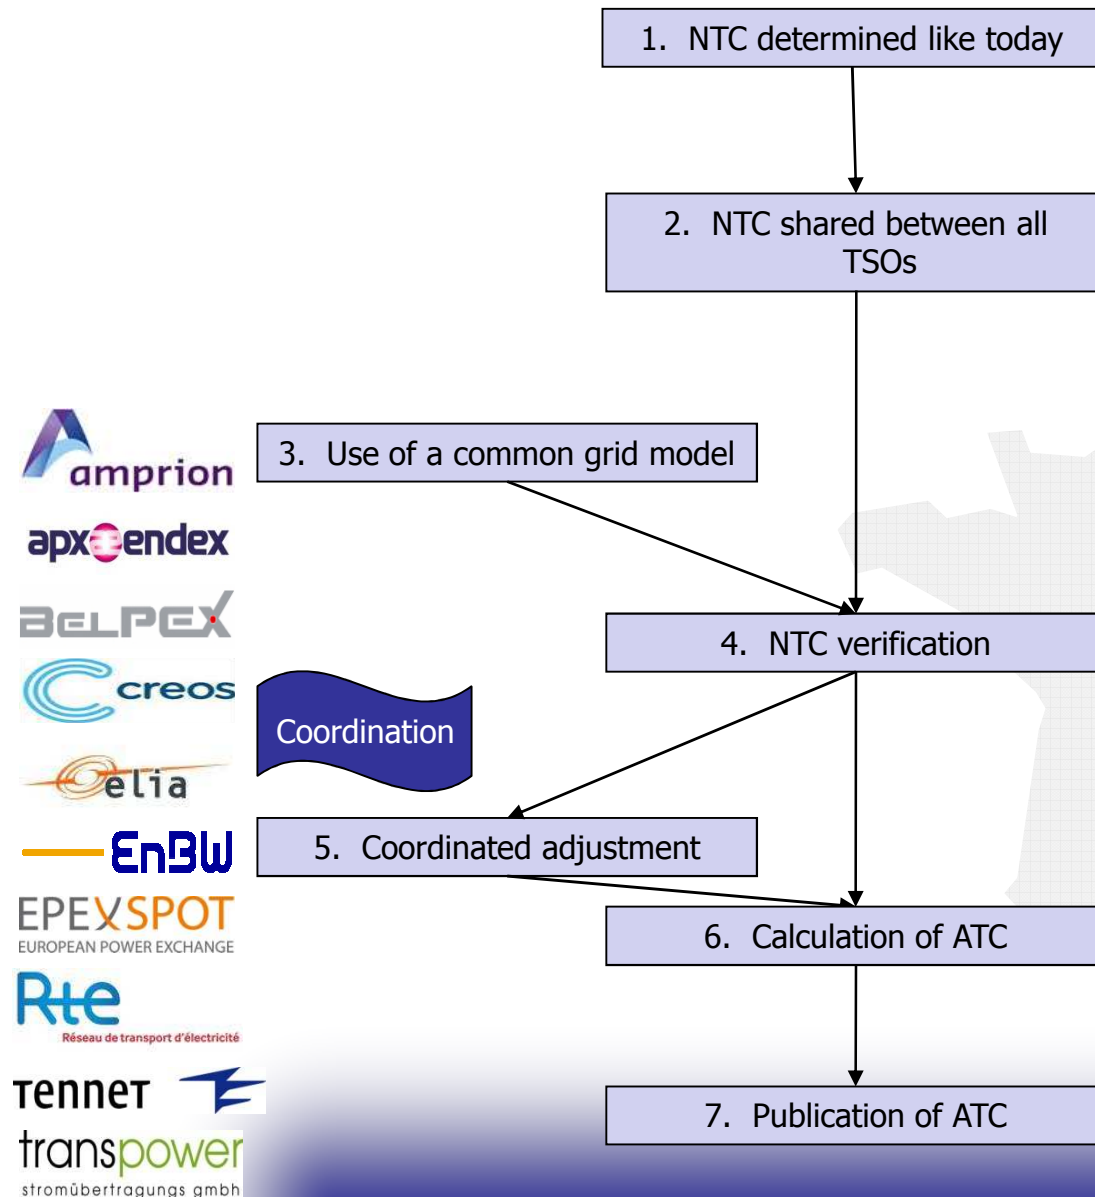 1. NTC determined like today
2. NTC shared between all
TSOs
amprion
3. Use of a common grid model
apx endex
BELPEX
4. NTC verification
creos
Coordination
elia
EnBW
5. Coordinated adjustment
EPEXSPOT
EUROPEAN POWER EXCHANGE
6. Calculation of ATC
Rte
Réseau de transport d'électricité
TenneT
7. Publication of ATC
transpower
stromübertragungs gmbh